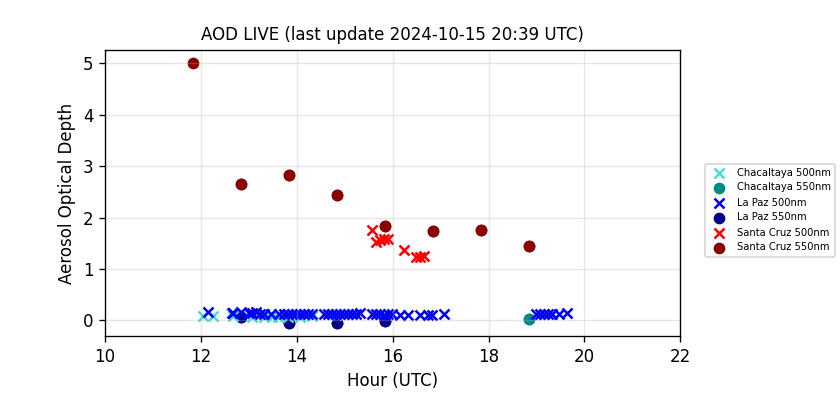 AOD LIVE (last update 2024-10-15 20:39 UTC)
Aerosol Optical Depth
5
4
3
2
1
0
10 12 14 16 18 20 22
Hour (UTC)
Chacaltaya 500nm
Chacaltaya 550nm
La Paz 500nm
La Paz 550nm
Santa Cruz 500nm
Santa Cruz 550nm